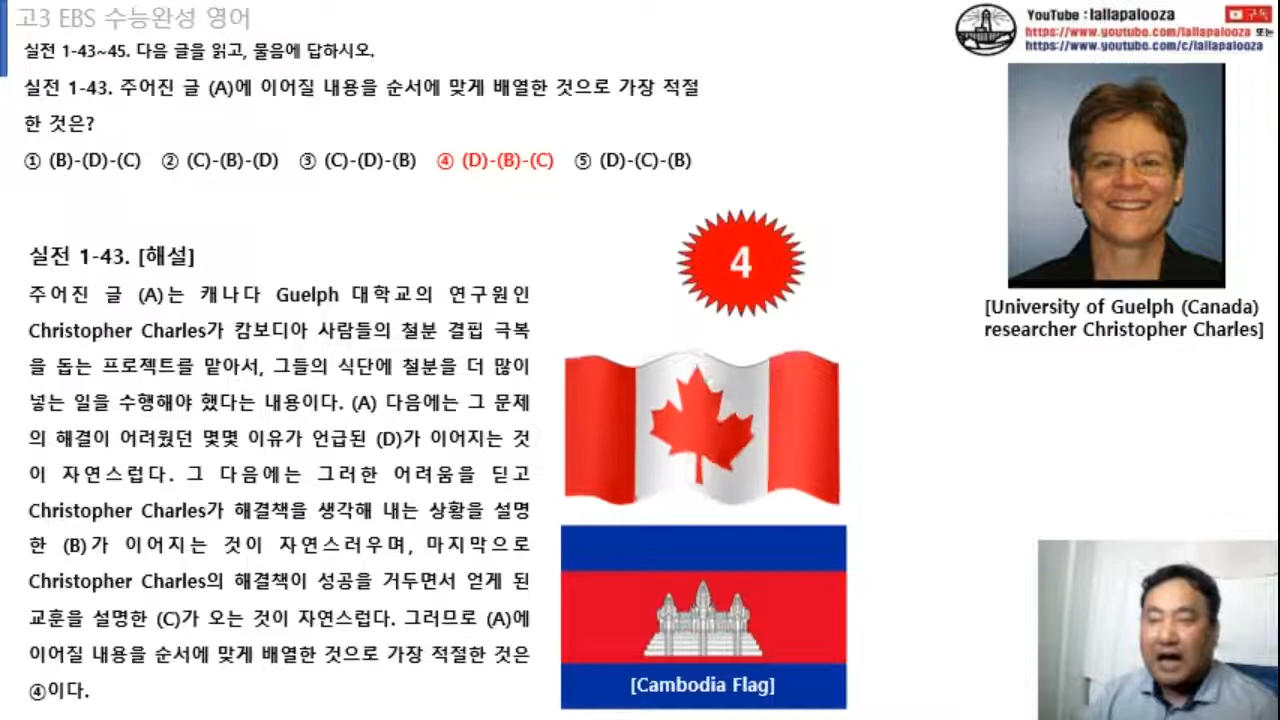 고3 EBS 수능완성 영어
실전 1-43~45. 다음 글을 읽고, 물음에 답하시오.
실전 1-43. 주어진 글 (A)에 이어질 내용을 순서에 맞게 배열한 것으로 가장 적절
한 것은?
① (B)-(D)-(C) ② (C)-(B)-(D) ③ (C)-(D)-(B) ④ (D)-(B)-(C) ⑤ (D)-(C)-(B)
YouTube : lallapalooza
구독
https://www.youtube.com/lallapalooza 또는
https://www.youtube.com/c/lallapalooza
[University of Guelph (Canada)
researcher Christopher Charles]
실전 1-43. [해설]
주어진 글 (A)는 캐나다 Guelph 대학교의 연구원인
Christopher Charles가 캄보디아 사람들의 철분 결핍 극복
을 돕는 프로젝트를 맡아서, 그들의 식단에 철분을 더 많이
넣는 일을 수행해야 했다는 내용이다. (A) 다음에는 그 문제
의 해결이 어려웠던 몇몇 이유가 언급된 (D)가 이어지는 것
이 자연스럽다. 그 다음에는 그러한 어려움을 딛고
Christopher Charles가 해결책을 생각해 내는 상황을 설명
한 (B)가 이어지는 것이 자연스러우며, 마지막으로
Christopher Charles의 해결책이 성공을 거두면서 얻게 된
교훈을 설명한 (C)가 오는 것이 자연스럽다. 그러므로 (A)에
이어질 내용을 순서에 맞게 배열한 것으로 가장 적절한 것은
④이다.
4
[Cambodia Flag]